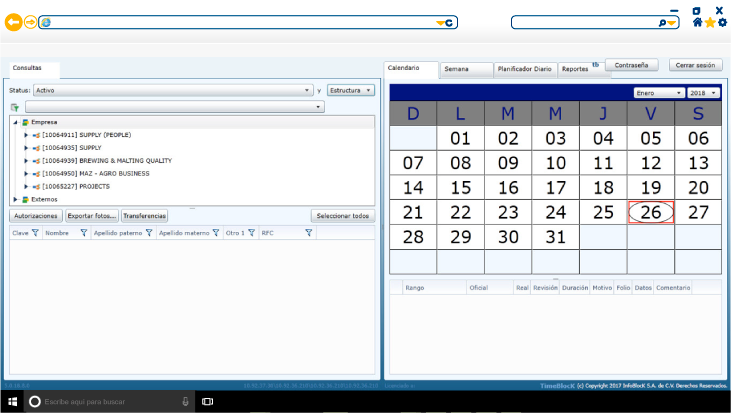 Consultas
Status: Activo y Estructura
Empresa
[10064911] SUPPLY (PEOPLE)
[10064935] SUPPLY
[10064939] BREWING & MALTING QUALITY
[10064950] MAZ - AGRO BUSINESS
[10065227] PROJECTS
Externos
Autorizaciones Exportar fotos... Transferencias Seleccionar todos
Clave Nombre Apellido paterno Apellido materno Otro 1 RFC
Calendario Semana Planificador Diario Reportes tb Contraseña Cerrar sesión
Enero 2018
D L M M J V S
01 02 03 04 05 06
07 08 09 10 11 12 13
14 15 16 17 18 19 20
21 22 23 24 25 26 27
28 29 30 31
Rango Oficial Real Revisión Duración Motivo Folio Datos Comentario
TimeBlocK (c) Copyright 2017 InfoBlocK S.A. de C.V. Derechos Reservados.
Escribe aquí para buscar